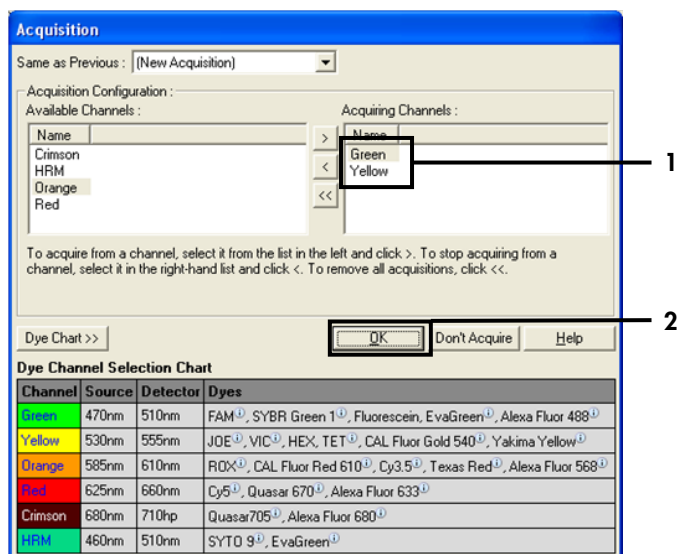 Acquisition
Same as Previous : (New Acquisition)
Acquisition Configuration :
Available Channels : Acquiring Channels :
Name > Name
Crimson Green
HRM < Yellow
Orange <<
Red
1
To acquire from a channel, select it from the list in the left and click >. To stop acquiring from a
channel, select it in the right-hand list and click <. To remove all acquisitions, click <<.
2
Dye Chart >> OK Don't Acquire Help
Dye Channel Selection Chart
Channel Source Detector Dyes
Green 470nm 510nm FAM, SYBR Green 1, Fluorescein, EvaGreen, Alexa Fluor 488
Yellow 530nm 555nm JOE, VIC, HEX, TET, CAL Fluor Gold 540, Yakima Yellow
Orange 585nm 610nm ROX, CAL Fluor Red 610, Cy3.5, Texas Red, Alexa Fluor 568
Red 625nm 660nm Cy5, Quasar 670, Alexa Fluor 633
Crimson 680nm 710hp Quasar705, Alexa Fluor 680
HRM 460nm 510nm SYTO 9, EvaGreen